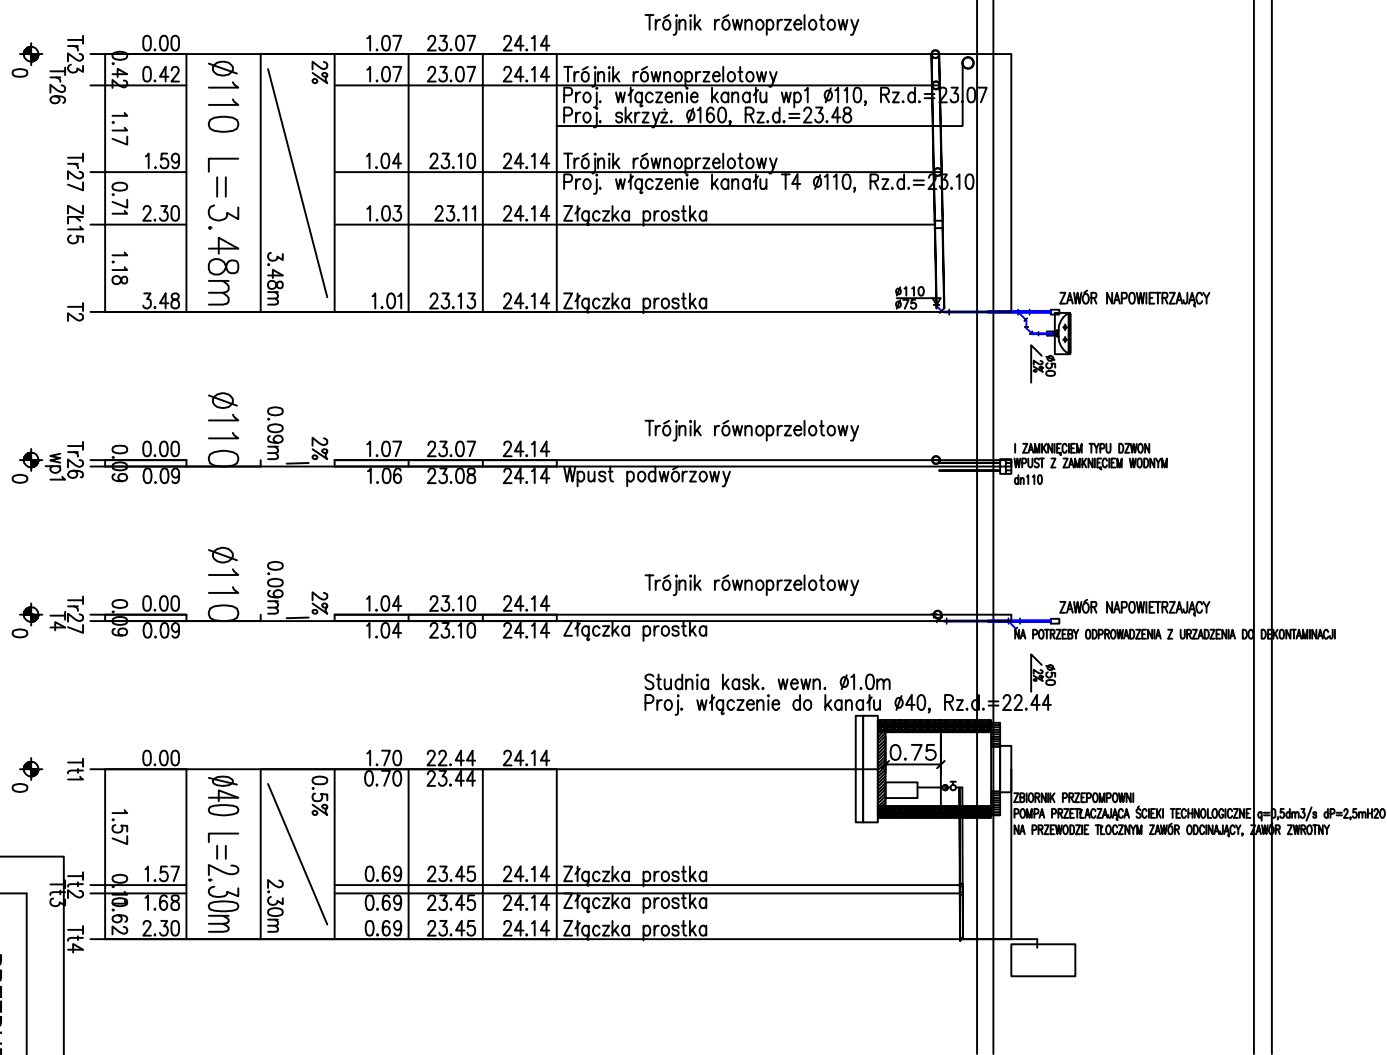 Trójnik równoprzelotowy
Tr23
0.00
1.07 23.07 24.14
0
0.42
Tr26
0.42
1.07 23.07 24.14 Trójnik równoprzelotowy
Proj. włączenie kanału wp1 Ø110, Rz.d.=23.07
Proj. skrzyż. Ø160, Rz.d.=23.48
1.17
Tr27
1.59
1.04 23.10 24.14 Trójnik równoprzelotowy
Proj. włączenie kanału T4 Ø110, Rz.d.=23.10
0.71
ZŁ15
2.30
1.03 23.11 24.14 Złączka prostka
1.18
T2
3.48
1.01 23.13 24.14 Złączka prostka
Ø110 L=3.48m
2%
3.48m
Ø110
Ø75
ZAWÓR NAPOWIETRZAJĄCY
Ø50
2%
Trójnik równoprzelotowy
Tr26
wp1
0
0.09
0.00
0.09
Ø110
0.09m
2%
1.07 23.07 24.14
1.06 23.08 24.14 Wpust podwórzowy
I ZAMKNIĘCIEM TYPU DZWON
WPUST Z ZAMKNIĘCIEM WODNYM
dn110
Trójnik równoprzelotowy
Tr27
T4
0
0.09
0.00
0.09
Ø110
0.09m
2%
1.04 23.10 24.14
1.04 23.10 24.14 Złączka prostka
ZAWÓR NAPOWIETRZAJĄCY
NA POTRZEBY ODPROWADZENIA Z URZADZENIA DO DEKONTAMINACJI
Ø50
2%
Studnia kask. wewn. Ø1.0m
Proj. włączenie do kanału Ø40, Rz.d.=22.44
Tt1
0
0.00
1.70 22.44 24.14
0.70 23.44
0.75
ZBIORNIK PRZEPOMPOWNI
POMPA PRZETŁACZAJĄCA ŚCIEKI TECHNOLOGICZNE q=0,5dm3/s dP=2,5mH2O
NA PRZEWODZIE TŁOCZNYM ZAWÓR ODCINAJĄCY, ZAWÓR ZWROTNY
Ø40 L=2.30m
0.5%
2.30m
1.57
Tt2
1.57
0.69 23.45 24.14 Złączka prostka
Tt3
1.68
0.69 23.45 24.14 Złączka prostka
0.62
Tt4
2.30
0.69 23.45 24.14 Złączka prostka